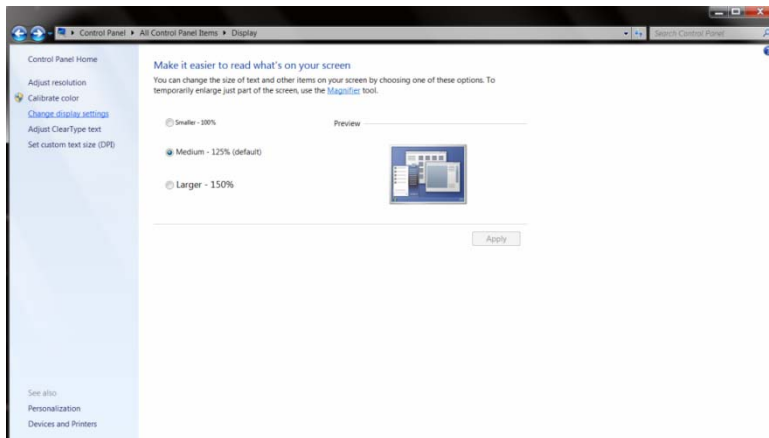 Control Panel ▸ All Control Panel Items ▸ Display
Search Control Panel
Control Panel Home
Adjust resolution
Calibrate color
Change display settings
Adjust ClearType text
Set custom text size (DPI)
Make it easier to read what's on your screen
You can change the size of text and other items on your screen by choosing one of these options. To
temporarily enlarge just part of the screen, use the Magnifier tool.
Smaller - 100%
Preview
Medium - 125% (default)
Larger - 150%
Apply
See also
Personalization
Devices and Printers